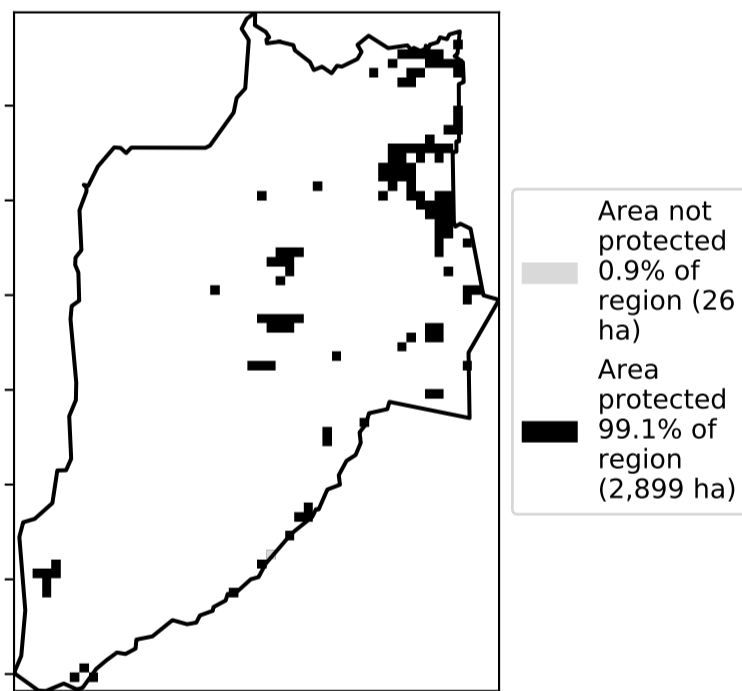 Area not
protected
0.9% of
region (26
ha)
Area
protected
99.1% of
region
(2,899 ha)